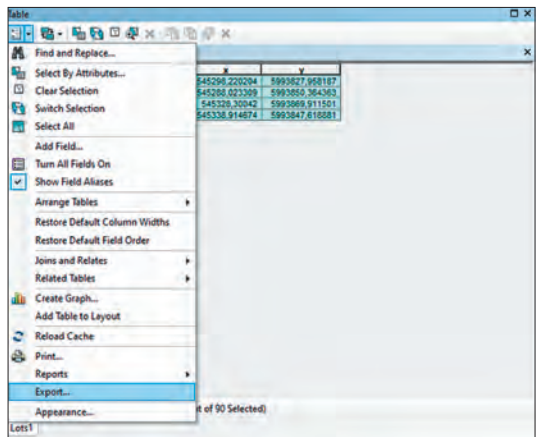 Table
Find and Replace...
Select By Attributes...
Clear Selection
Switch Selection
Select All
Add Field...
Turn All Fields On
Show Field Aliases
Arrange Tables
Restore Default Column Widths
Restore Default Field Order
Joins and Relates
Related Tables
Create Graph...
Add Table to Layout
Reload Cache
Print...
Reports
Export...
Appearance...
x y
545298,220204 5993827,958187
545288,023309 5993850,364363
545328,30042 5993869,911501
545338,914674 5993847,618881
t of 90 Selected)
Lots1